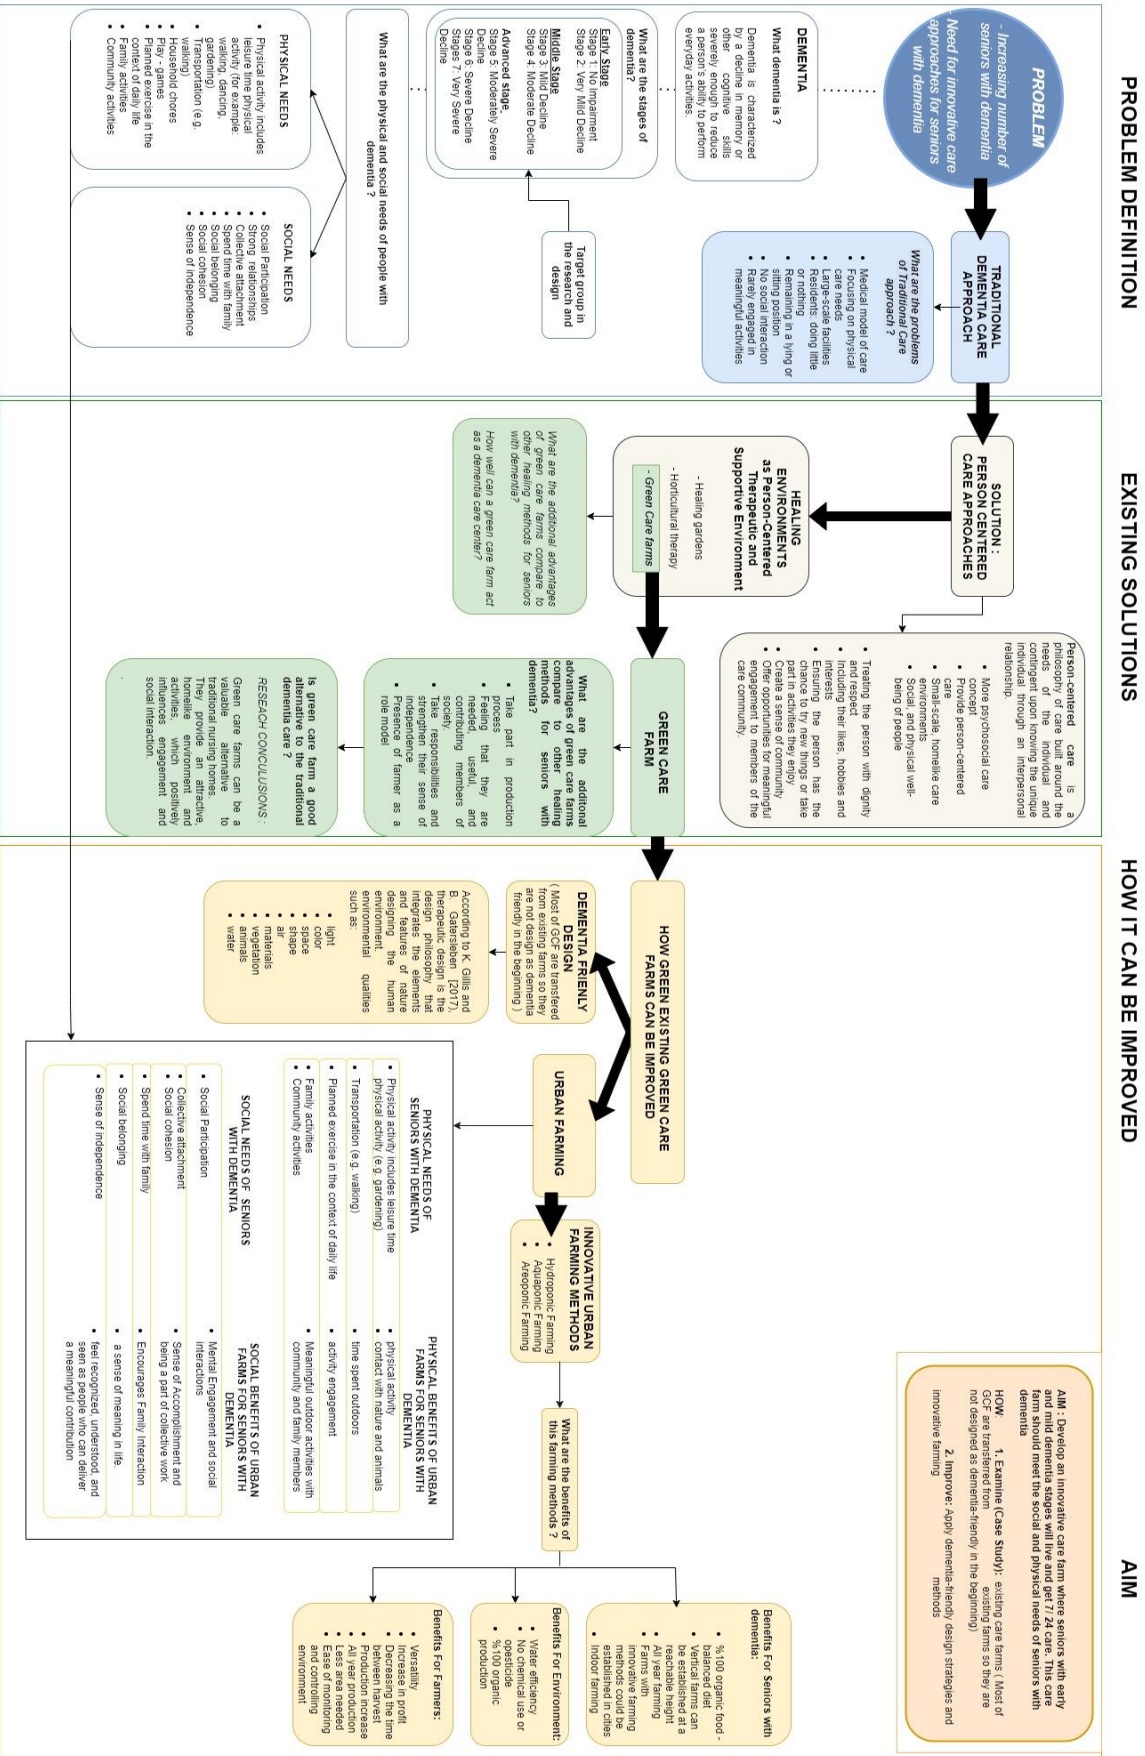 PROBLEM DEFINITION
EXISTING SOLUTIONS
HOW IT CAN BE IMPROVED
AIM
PROBLEM
- Increasing number of
seniors with dementia
Need for innovative care
approaches for seniors
with dementia
TRADITIONAL
DEMENTIA CARE
APPROACH
What are the problems
of Traditional Care
approach ?
• Medical model of care
• Focusing on physical
care needs
• Large-scale facilities
• Residents: doing little
or nothing
• Remaining in a lying or
sitting position
• No social interaction
• Rarely engaged in
meaningful activities
DEMENTIA
What dementia is ?
Dementia is characterized
by a decline in memory or
other cognitive skills
severely enough to reduce
a person's ability to perform
everyday activities.
What are the stages of
dementia?
Early Stage
Stage 1: No Impairment
Stage 2: Very Mild Decline
Middle Stage
Stage 3: Mild Decline
Stage 4: Moderate Decline
Advanced stage
Stage 5: Moderately Severe
Decline
Stage 6: Severe Decline
Stages 7: Very Severe
Decline
Target group in
the research and
design
What are the physical and social needs of people with
dementia ?
PHYSICAL NEEDS
• Physical activity includes
leisure time physical
activity (for example:
walking, dancing,
gardening)
• Transportation (e.g.
walking)
• Household chores
• Play - games
• Planned exercise in the
context of daily life
• Family activities
• Community activities
SOCIAL NEEDS
• Social Participation
• Strong relationships
• Collective attachment
• Spend time with family
• Social belonging
• Social cohesion
• Sense of independence
SOLUTION :
PERSON CENTERED
CARE APPROACHES
Person-centered care is a
philosophy of care built around the
needs of the individual and
contingent upon knowing the unique
individual through an interpersonal
relationship.
• More psychosocial care
concept
• Provide person-centered
care
• Small-scale, homelike care
environments
• Social, and physical well-
being of people
• Treating the person with dignity
and respect
• Including their likes, hobbies and
interests
• Ensuring the person has the
chance to try new things or take
part in activities they enjoy
• Create a sense of community
• Offer opportunities for meaningful
engagement to members of the
care community.
HEALING
ENVIRONMENTS
as Person-Centered
Therapeutic and
Supportive Environment
- Healing gardens
- Horticultural therapy
- Green Care farms
What are the additional advantages
of green care farms compare to
other healing methods for seniors
with dementia?
How well can a green care farm act
as a dementia care center?
GREEN CARE
FARM
What are the additonal
advantages of green care farms
compare to other healing
methods for seniors with
dementia?
• Take part in production
process
• Feeling that they are
needed, useful, and
contributing members of
society.
• Take responsibilities and
strengthen their sense of
independence
• Presence of farmer as a
role model
Is green care farm a good
alternative to the traditional
dementia care ?
RESEACH CONCULUSIONS :
Green care farms can be a
valuable alternative to
traditional nursing homes.
They provide an attractive,
homelike environment and
activities, which positively
influences engagement and
social interaction.
.
HOW GREEN EXISTING GREEN CARE
FARMS CAN BE IMPROVED
DEMENTIA FRIENLY
DESIGN
( Most of GCF are transfered
from existing farms so they
are not design as dementia
friendly in the beginning )
According to K. Gillis and
B. Gatersleben [2017),
therapeutic design is the
design philosophy that
integrates the elements
and features of nature
designing the human
environment.
environmental qualities
such as:
• light
• color
• space
• shape
• air
• materials
• vegetation
• animals
• water
URBAN FARMING
INNOVATIVE URBAN
FARMING METHODS
• Hydroponic Farming
• Aquaponic Farming
• Areoponic Farming
PHYSICAL NEEDS OF
SENIORS WITH DEMENTIA
• Physical activity includes leisure time
physical activity (e.g. gardening)
• Transportation (e.g. walking)
• Planned exercise in the context of daily life
• Family activities
• Community activities
PHYSICAL BENEFITS OF URBAN
FARMS FOR SENIORS WITH
DEMENTIA
• physical activity
• contact with nature and animals
• time spent outdoors
• activity engagement
• Meaningful outdoor activities with
community and family members
SOCIAL NEEDS OF SENIORS
WITH DEMENTIA
• Social Participation
• Collective attachment
• Social cohesion
• Spend time with family
• Social belonging
• Sense of independence
SOCIAL BENEFITS OF URBAN
FARMS FOR SENIORS WITH
DEMENTIA
• Mental Engagement and social
interactions
• Sense of Accomplishment and
being a part of collective work
• Encourages Family Interaction
• a sense of meaning in life.
• feel recognized, understood, and
seen as people who can deliver
a meaningful contribution
What are the benefits of
this farming methods ?
Benefits For Seniors with
dementia:
• %100 organic food -
balanced diet
• Vertical farms can
be established at a
reachable height
• All year farming
• Farms with
innovative farming
methods could be
established in cities
• Indoor farming
Benefits For Environment:
• Water efficiency
• No chemical use or
opesticide
• %100 organic
production
Benefits For Farmers:
• Versatility
• Increase in profit
• Decreasing the time
between harvest
• Production increase
• All year production
• Less area needed
• Ease of monitoring
and controlling
environment
AIM : Develop an innovative care farm where seniors with early
and mild dementia stages will live and get 7/ 24 care. This care
farm should meet the social and physical needs of seniors with
dementia
HOW: 1. Examine (Case Study): existing care farms ( Most of
GCF are transferred from existing farms so they are
not designed as dementia-friendly in the beginning)
2. Improve: Apply dementia-friendly design strategies and
innovative farming methods